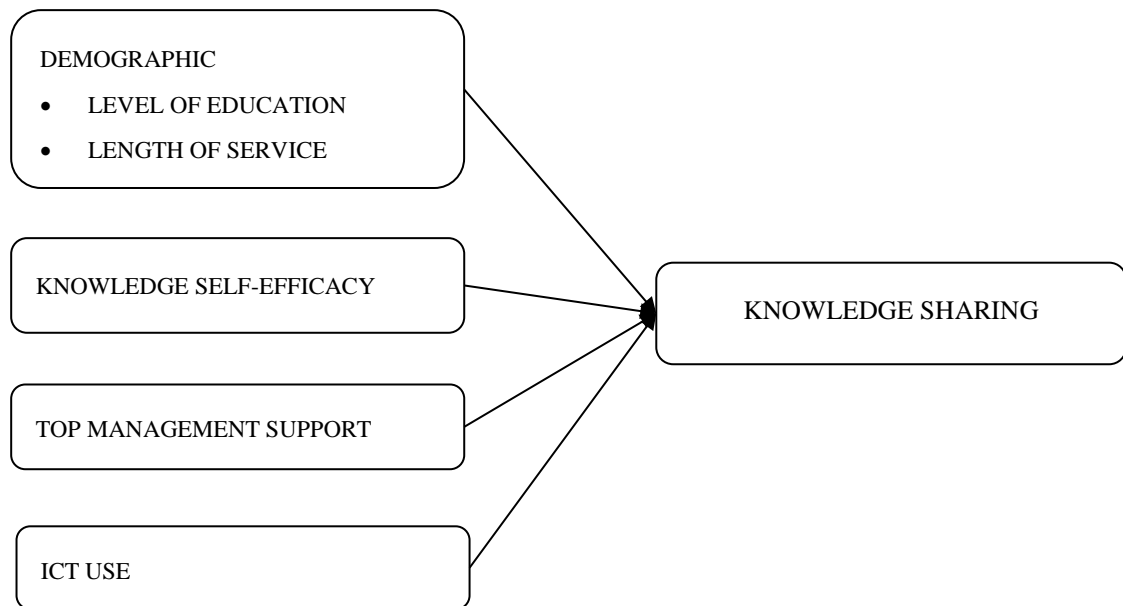 DEMOGRAPHIC
• LEVEL OF EDUCATION
• LENGTH OF SERVICE
KNOWLEDGE SELF-EFFICACY
KNOWLEDGE SHARING
TOP MANAGEMENT SUPPORT
ICT USE